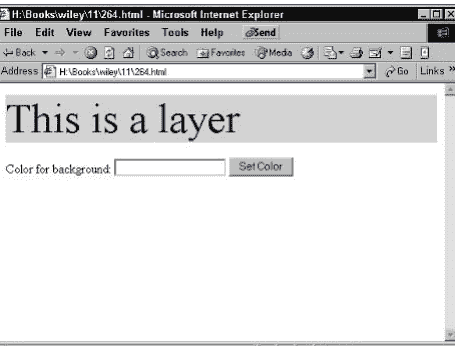 H:\Books\wiley\11\264.html - Microsoft Internet Explorer
File Edit View Favorites Tools Help Send
Back Search Favorites Media
Address H:\Books\wiley\11\264.html Go Links »
This is a layer
Color for background: Set Color